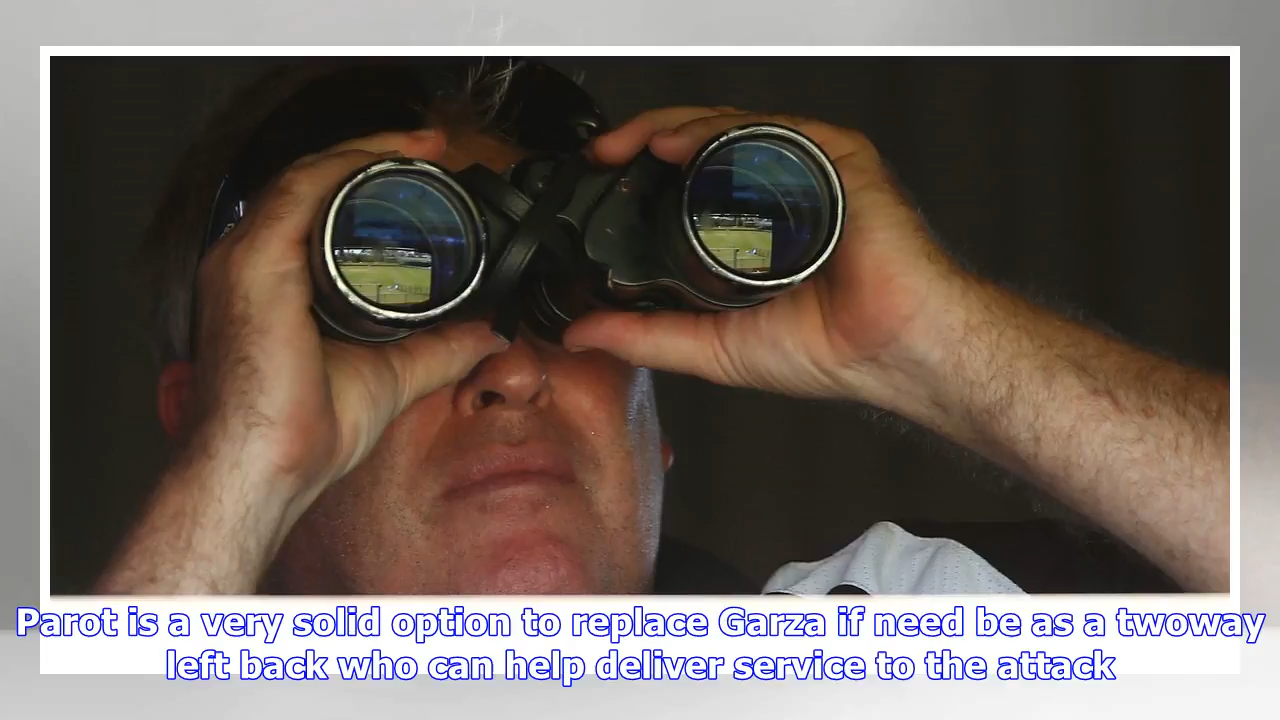 Parot is a very solid option to replace Garza if need be as a twoway
left back who can help deliver service to the attack